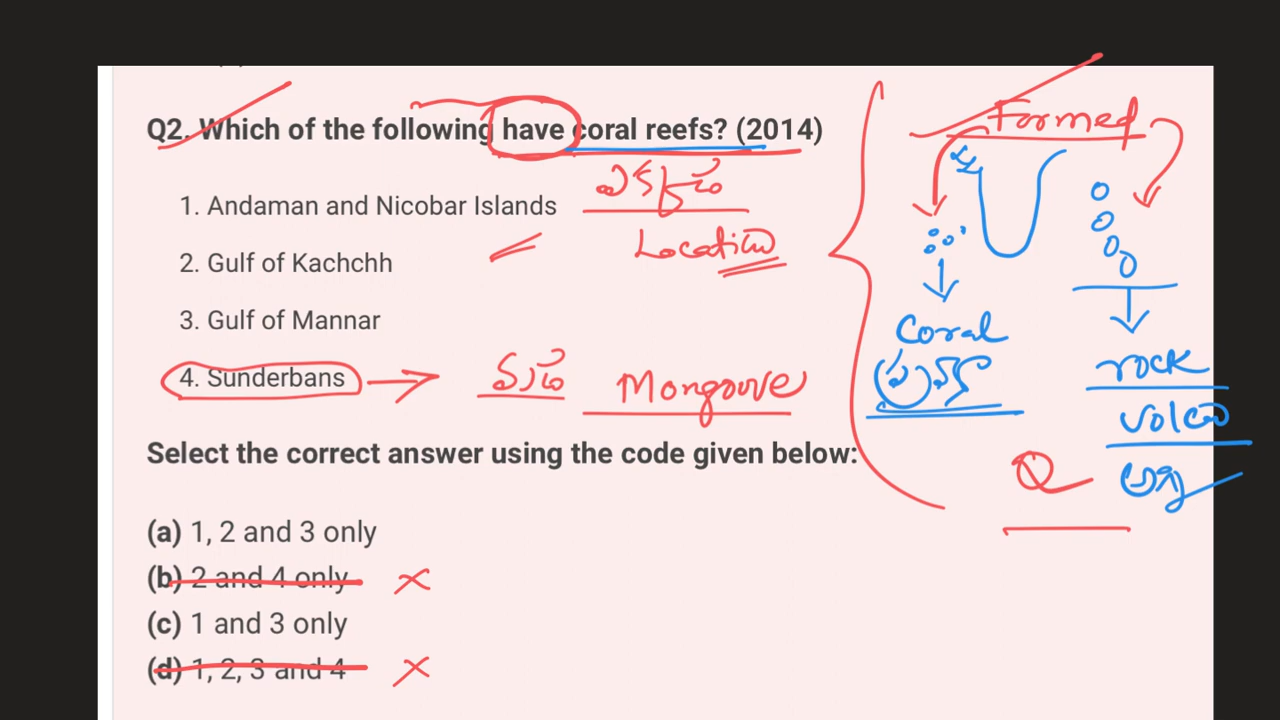 Q2. Which of the following have coral reefs? (2014)
1. Andaman and Nicobar Islands
2. Gulf of Kachchh
3. Gulf of Mannar
4. Sunderbans
Mongrove
Location
Select the correct answer using the code given below:
(a) 1, 2 and 3 only
(b) 2 and 4 only
(c) 1 and 3 only
(d) 1, 2, 3 and 4
Formed
Coral
rock
Q